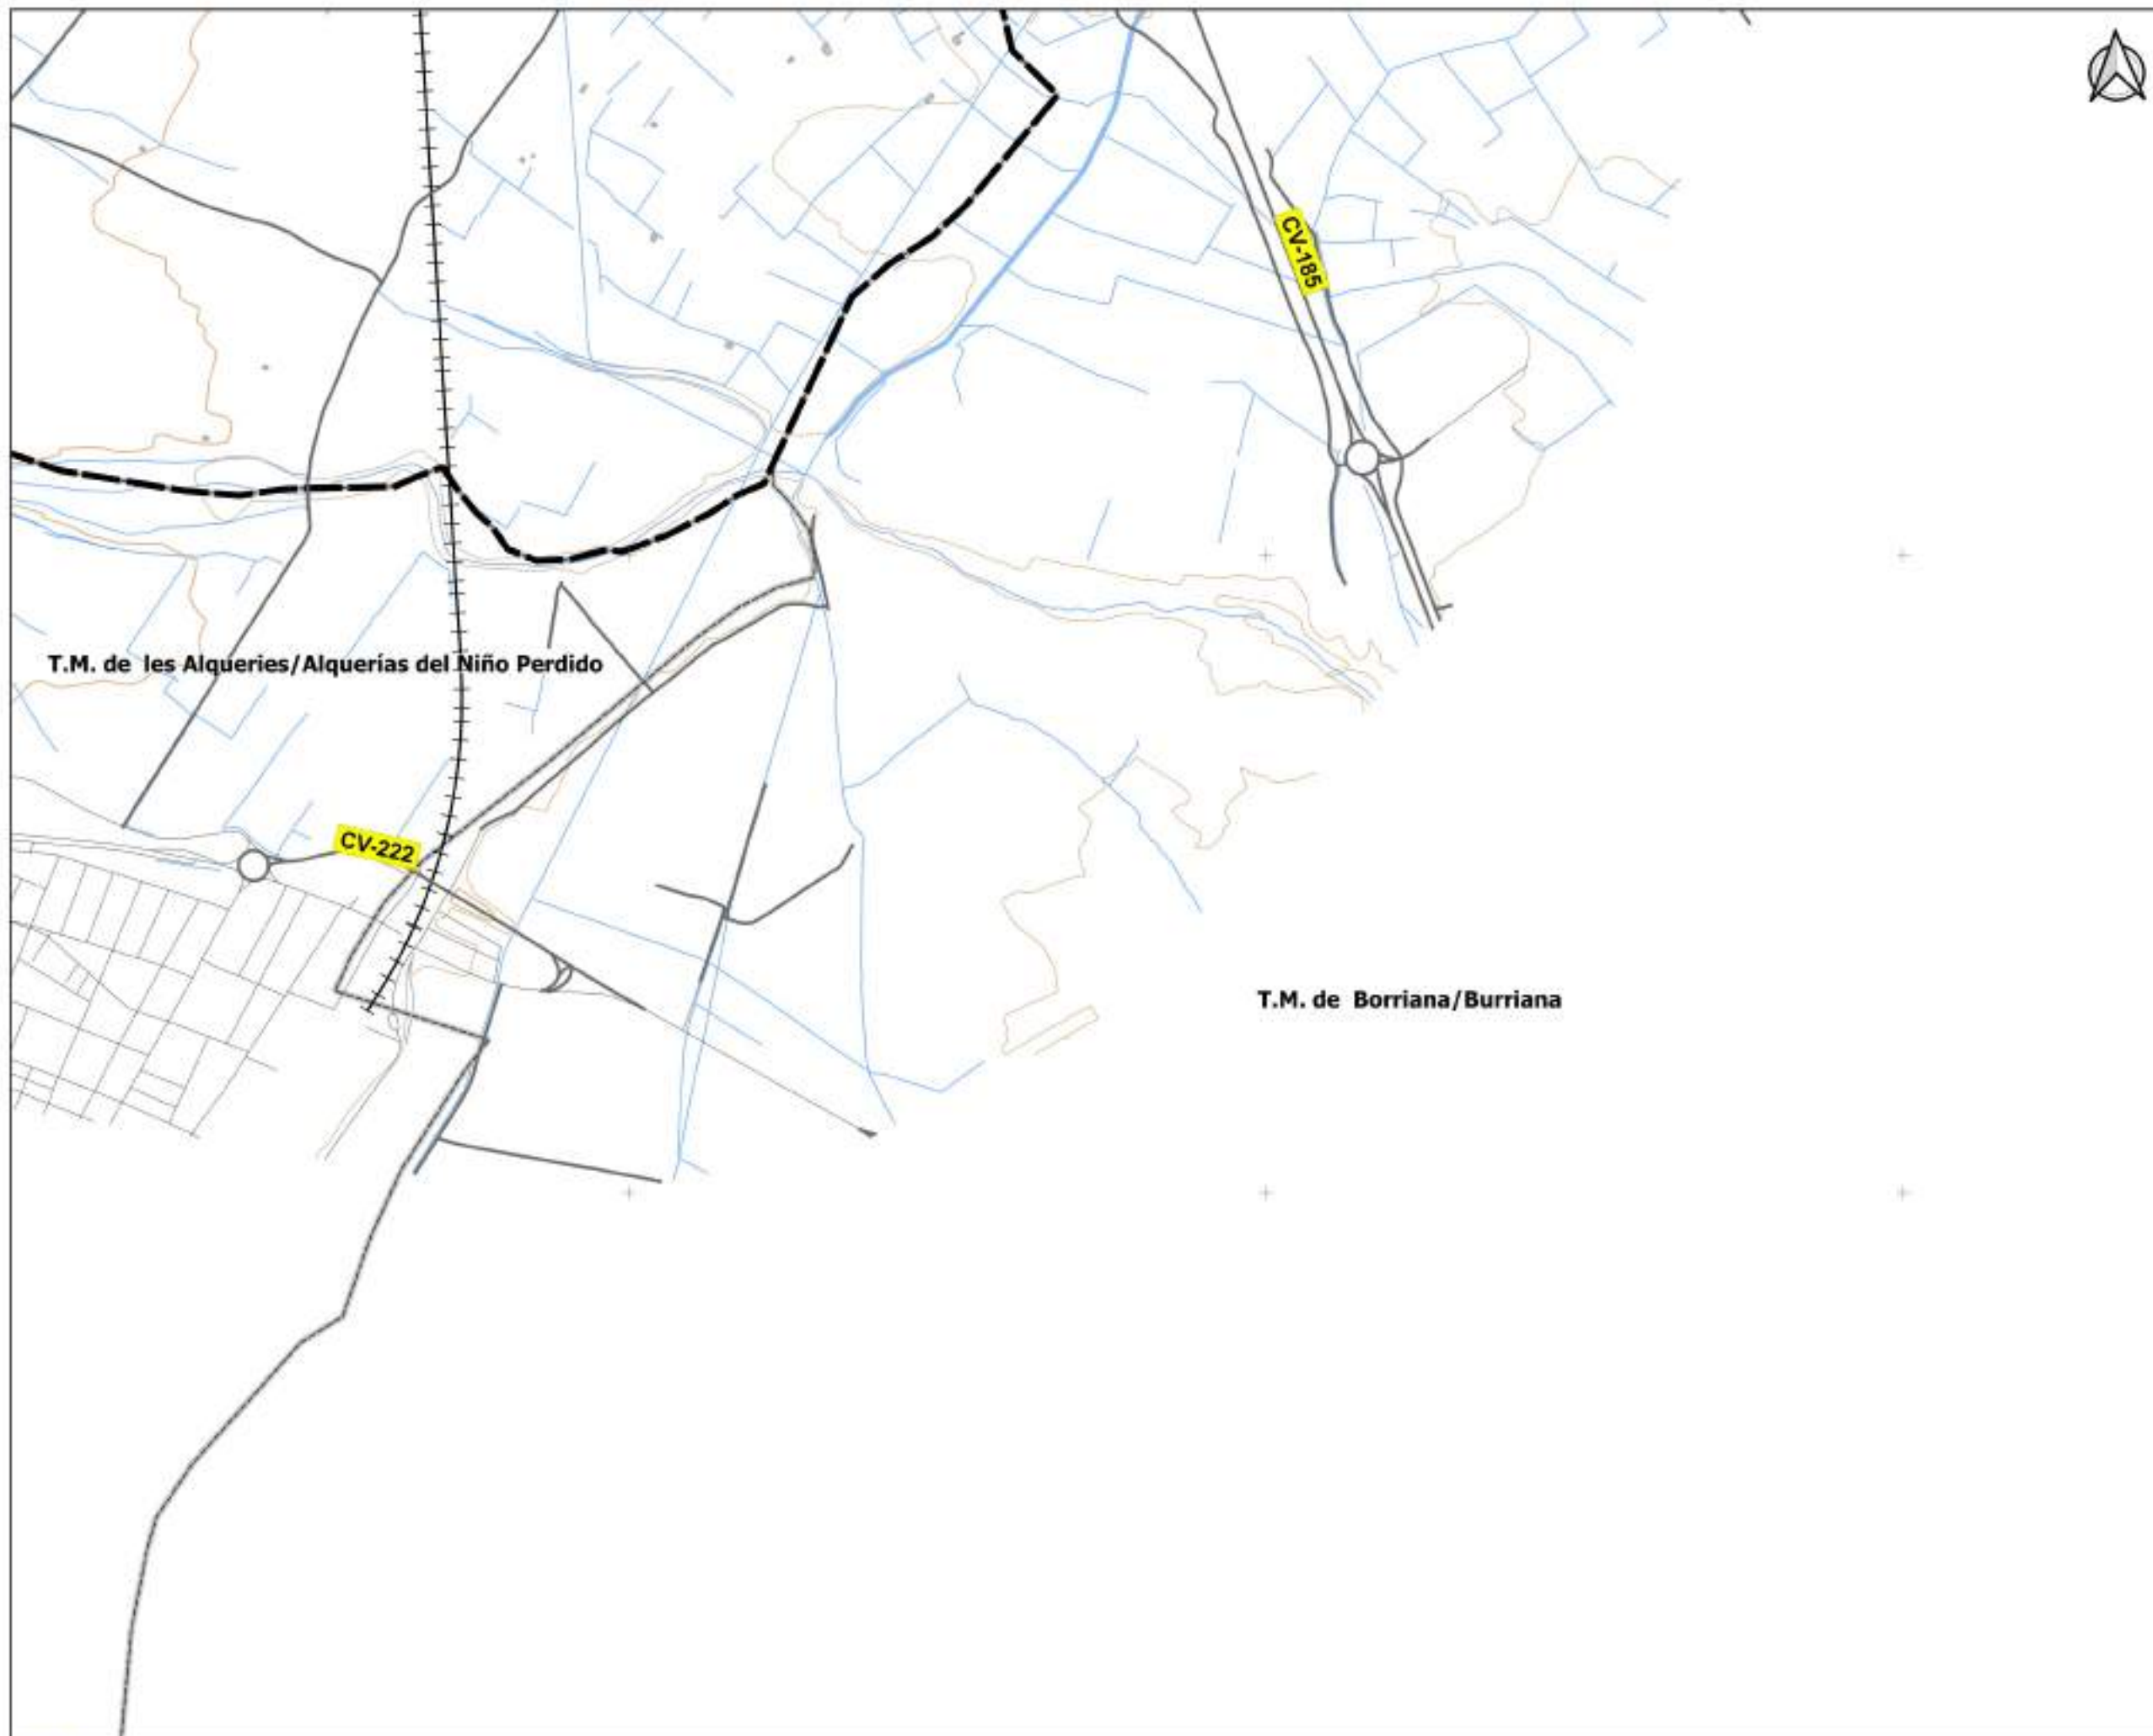 CV-185
T.M. de les Alqueries/Alquerías del Niño Perdido
CV-222
T.M. de Borriana/Burriana